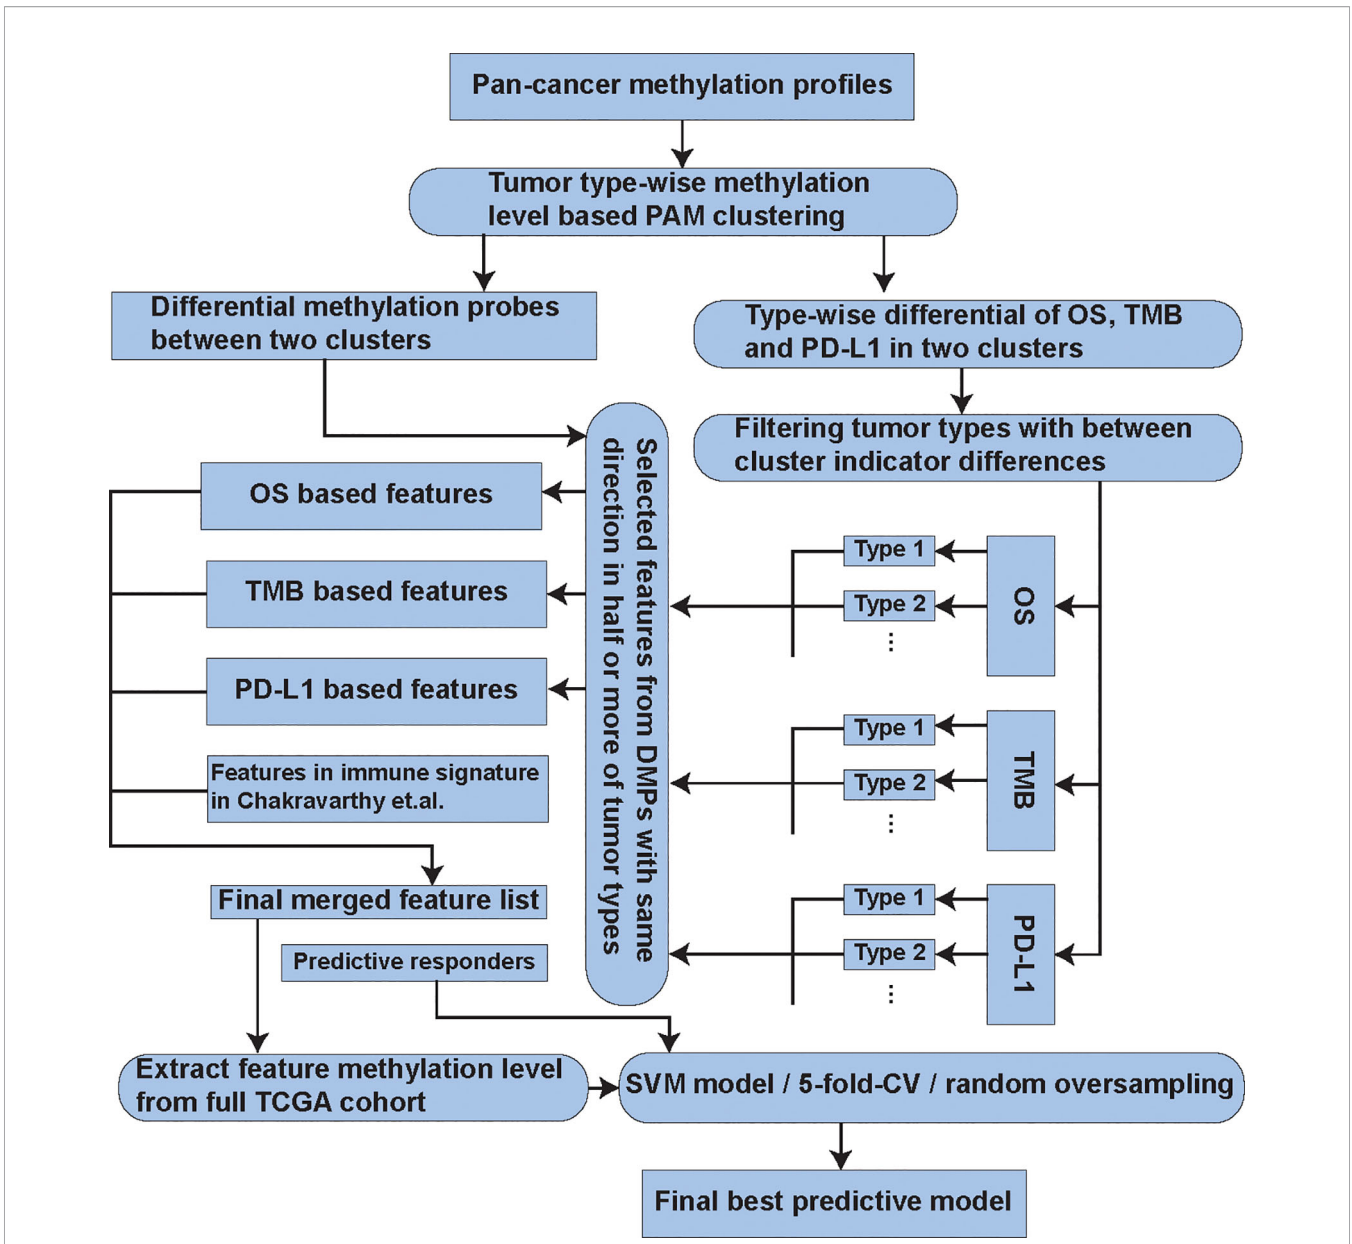 Pan-cancer methylation profiles
Tumor type-wise methylation
level based PAM clustering
Differential methylation probes
between two clusters
Type-wise differential of OS, TMB
and PD-L1 in two clusters
Filtering tumor types with between
cluster indicator differences
Selected features from DMPs with same
direction in half or more of tumor types
OS based features
TMB based features
PD-L1 based features
Features in immune signature
in Chakravarthy et.al.
Type 1
Type 2
...
OS
Type 1
Type 2
...
TMB
Type 1
Type 2
...
PD-L1
Final merged feature list
Predictive responders
Extract feature methylation level
from full TCGA cohort
SVM model / 5-fold-CV / random oversampling
Final best predictive model